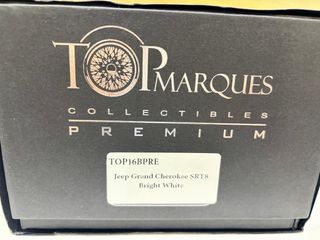 TOPMARQUES
COLLECTIBLES
PREMIUM
TOP16BPRE
Jeep Grand Cherokee SRT8
Bright White